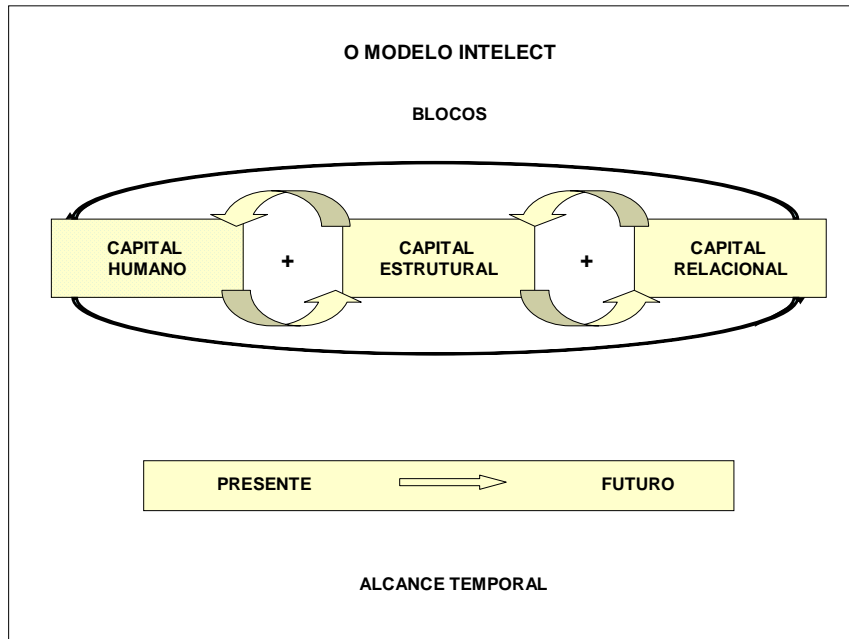 O MODELO INTELECT
BLOCOS
CAPITAL HUMANO
+
CAPITAL ESTRUTURAL
+
CAPITAL RELACIONAL
PRESENTE FUTURO
ALCANCE TEMPORAL